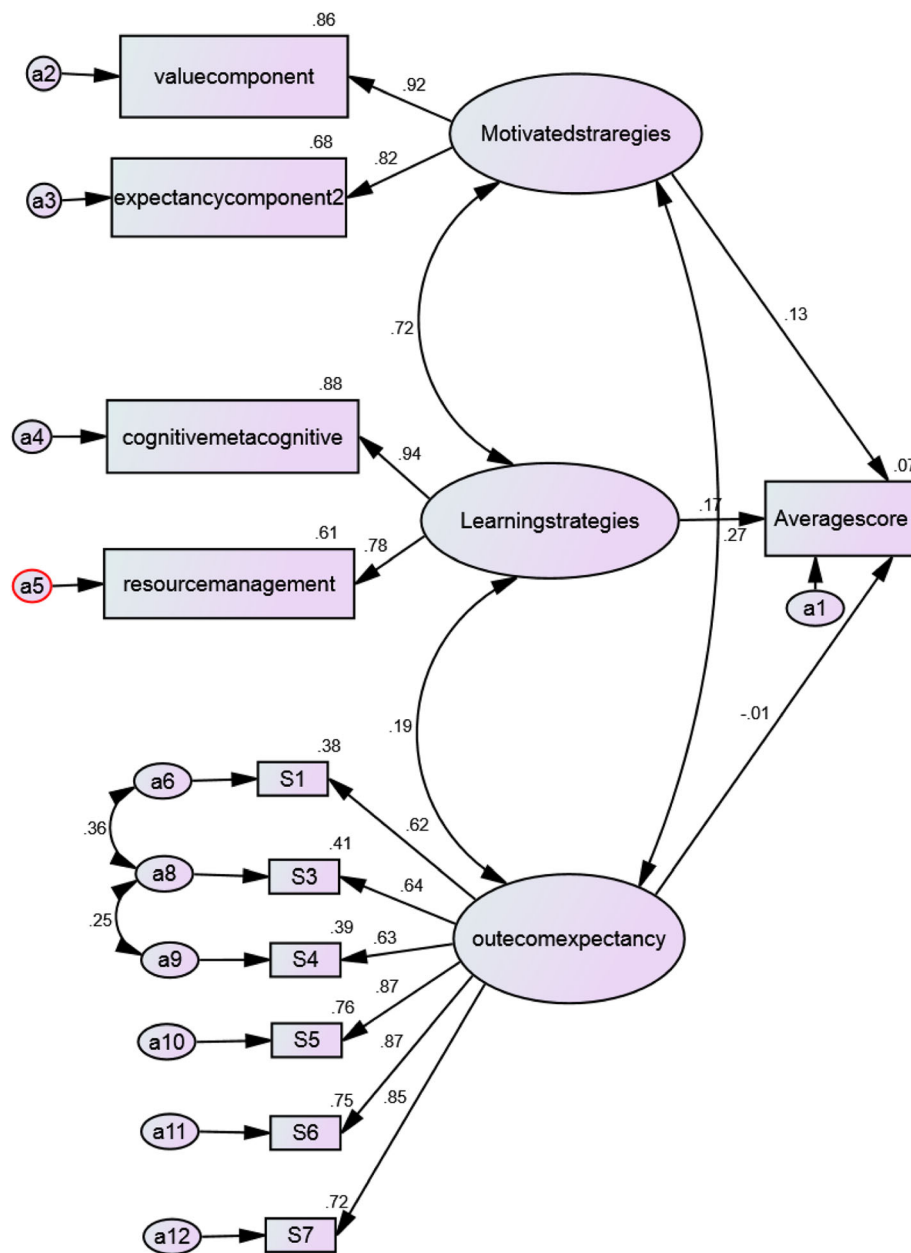 .86
a2
valuecomponent
.92
Motivatedstraregies
.68
.82
a3
expectancycomponent2
.13
.72
.88
a4
cognitivemetacognitive
.94
.07
Learningstrategies
.17
Averagescore
.27
.61
.78
a5
resourcemanagement
a1
-.01
.19
.38
a6
S1
.62
.36
.41
a8
S3
.64
.25
.39
a9
S4
.63
outecomexpectancy
.87
.76
a10
S5
.87
.75
.85
a11
S6
.72
a12
S7